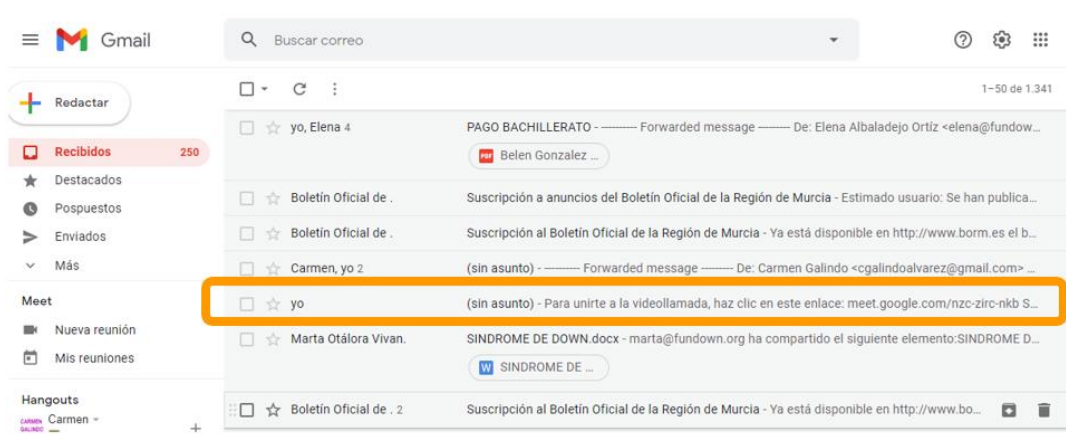 Gmail
Buscar correo
Redactar
1–50 de 1.341
yo, Elena 4
PAGO BACHILLERATO - ---------- Forwarded message ---------- De: Elena Albaladejo Ortíz <elena@fundow...
PDF Belen Gonzalez ...
Recibidos 250
Destacados
Boletín Oficial de . Suscripción a anuncios del Boletín Oficial de la Región de Murcia - Estimado usuario: Se han publica...
Pospuestos
Enviados
Boletín Oficial de . Suscripción al Boletín Oficial de la Región de Murcia - Ya está disponible en http://www.borm.es el b...
Más
Carmen, yo 2 (sin asunto) - ---------- Forwarded message --------- De: Carmen Galindo <cgalindoalvarez@gmail.com> ...
Meet
yo (sin asunto) - Para unirte a la videollamada, haz clic en este enlace: meet.google.com/nzc-zirc-nkb S...
Nueva reunión
Marta Otálora Vivan. SINDROME DE DOWN.docx - marta@fundown.org ha compartido el siguiente elemento:SINDROME D...
Mis reuniones
W SINDROME DE ...
Hangouts
Boletín Oficial de . 2 Suscripción al Boletín Oficial de la Región de Murcia - Ya está disponible en http://www.bo...
CARMEN GALINDO Carmen